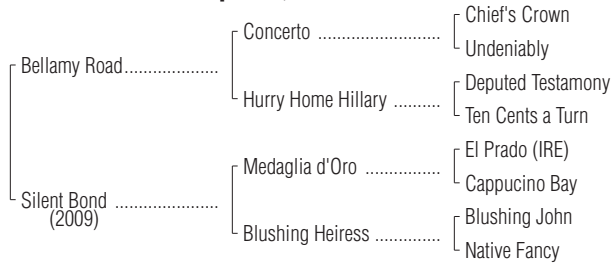 Chief's Crown
Concerto ........................
Undeniably
Bellamy Road...................
Deputed Testamony
Hurry Home Hillary ..........
Ten Cents a Turn
El Prado (IRE)
Medaglia d'Oro ...............
Cappucino Bay
Silent Bond .....................
(2009)
Blushing John
Blushing Heiress .............
Native Fancy